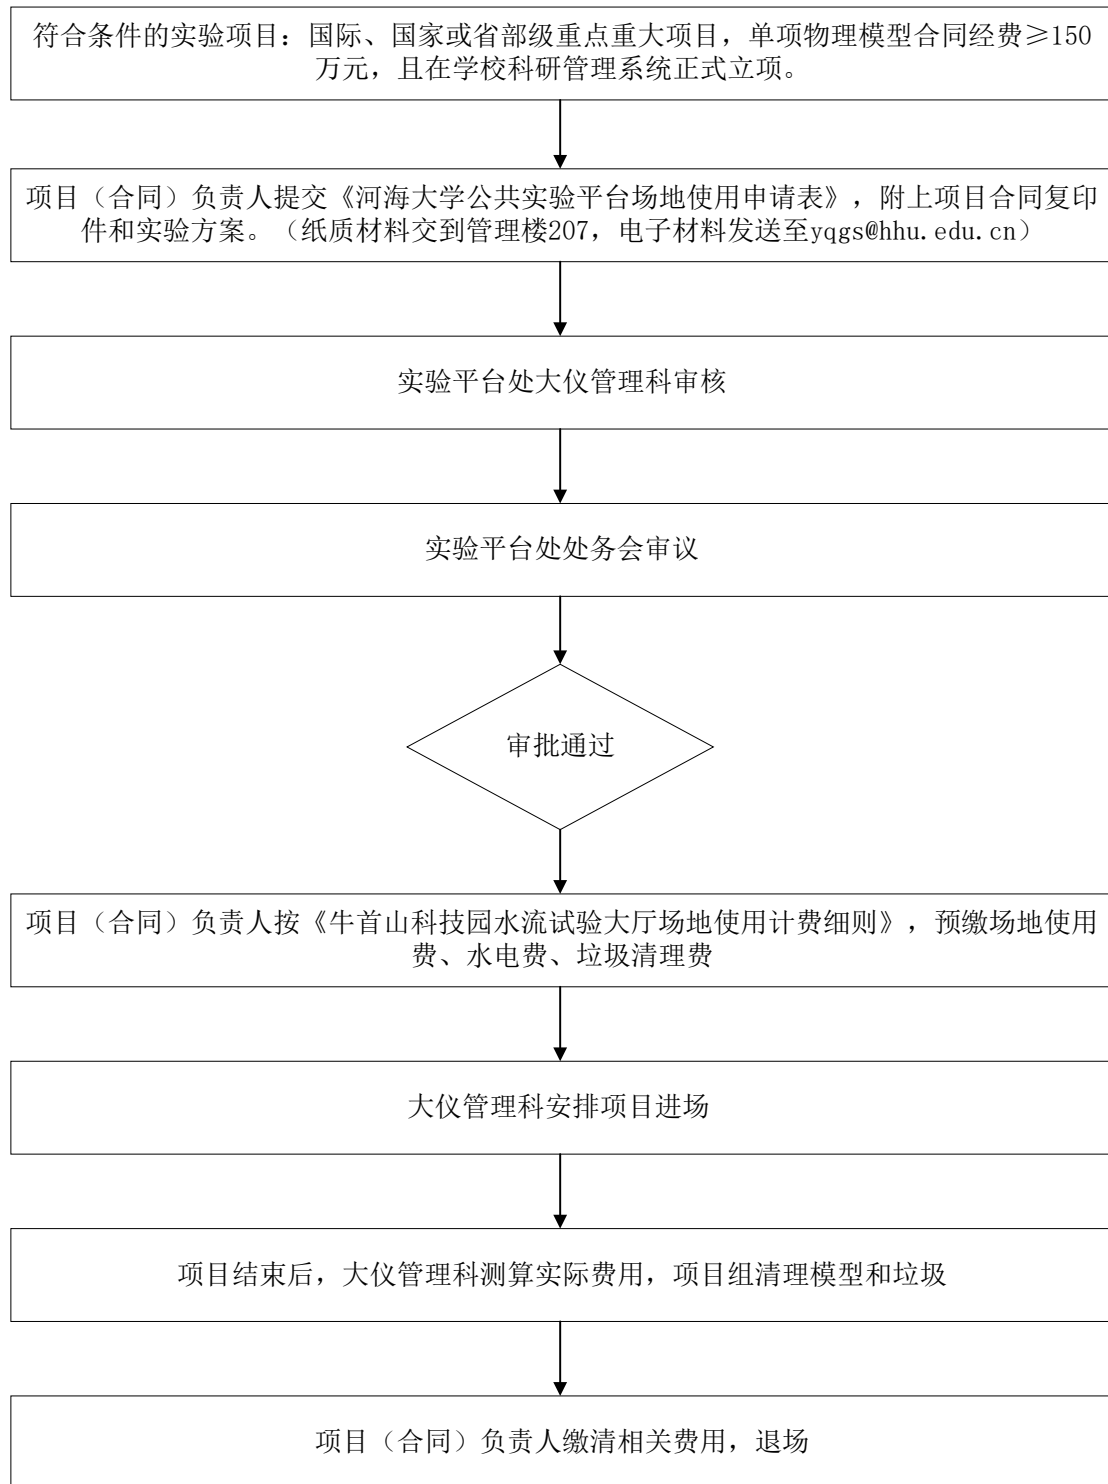 符合条件的实验项目：国际、国家或省部级重点重大项目，单项物理模型合同经费≥150
万元，且在学校科研管理系统正式立项。
项目（合同）负责人提交《河海大学公共实验平台场地使用申请表》，附上项目合同复印
件和实验方案。（纸质材料交到管理楼207，电子材料发送至yqgs@hhu.edu.cn）
实验平台处大仪管理科审核
实验平台处处务会审议
审批通过
项目（合同）负责人按《牛首山科技园水流试验大厅场地使用计费细则》，预缴场地使用
费、水电费、垃圾清理费
大仪管理科安排项目进场
项目结束后，大仪管理科测算实际费用，项目组清理模型和垃圾
项目（合同）负责人缴清相关费用，退场